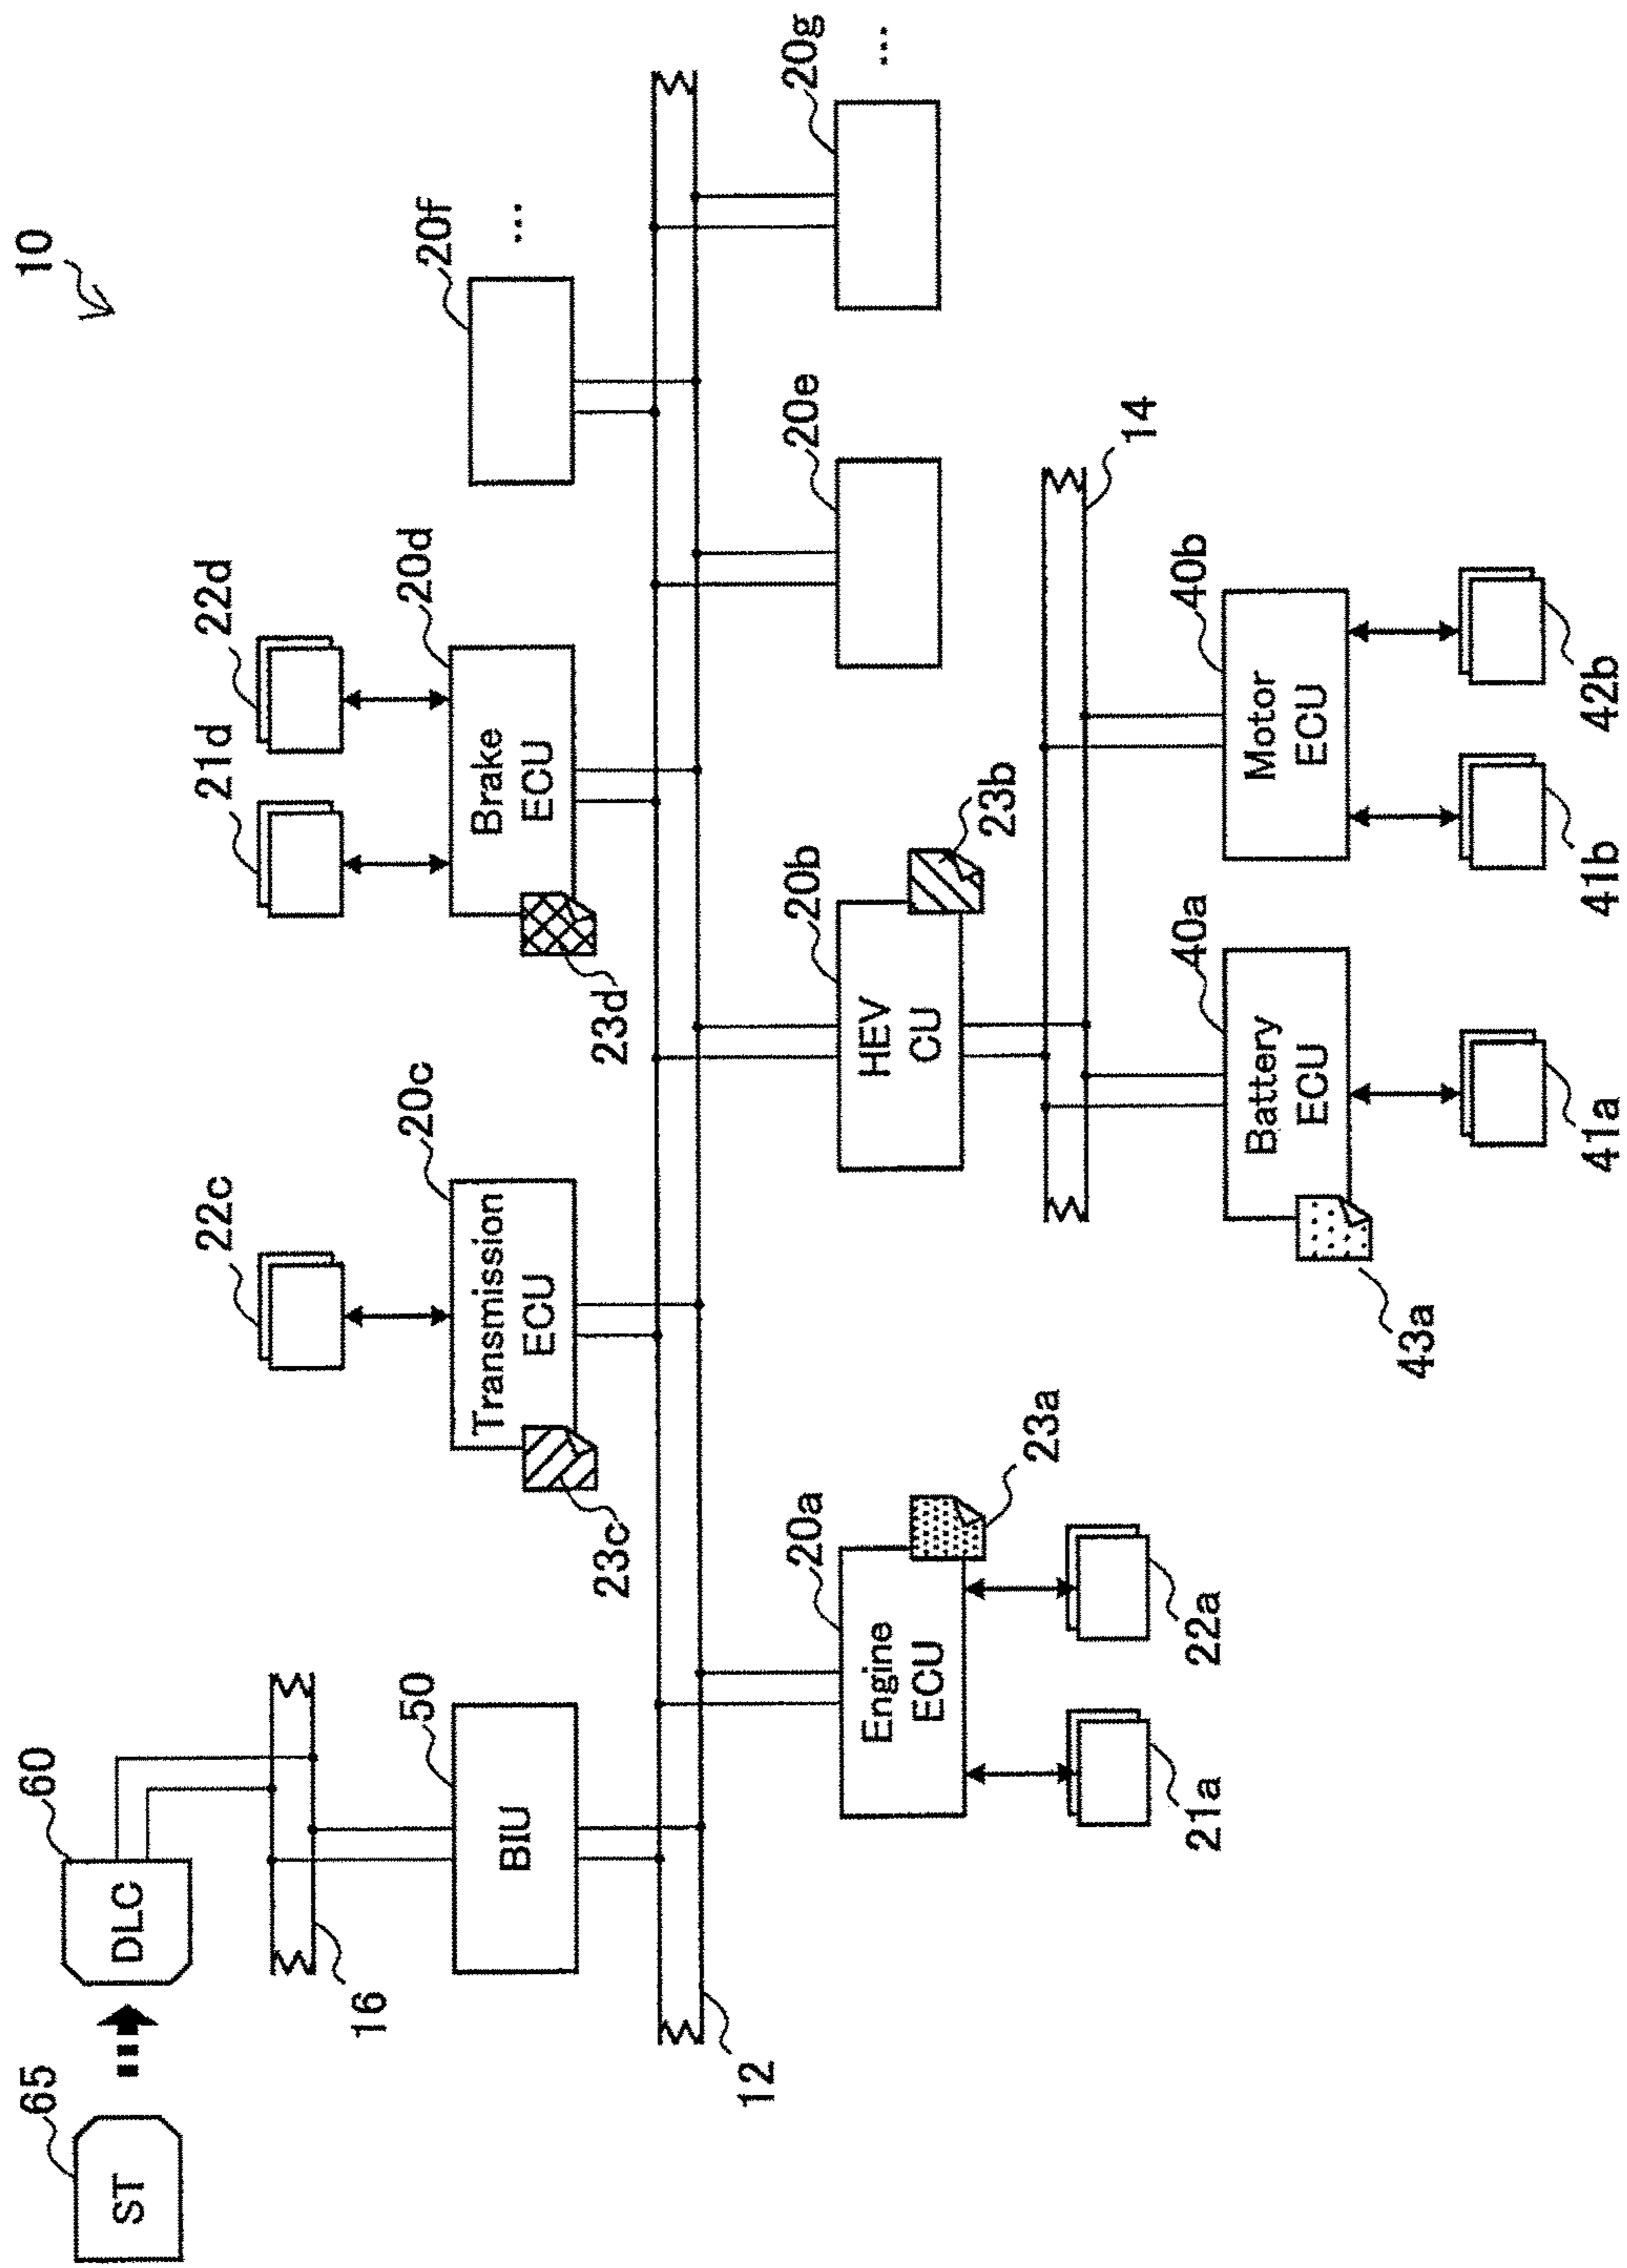 10
65
ST
60
DLC
16
50
BIU
12
22c
20c
Transmission
ECU
23c
21d
22d
20d
Brake
ECU
23d
20f
...
20a
Engine
ECU
23a
21a
22a
20b
HEV
CU
23b
20e
20g
...
14
40a
Battery
ECU
43a
41a
40b
Motor
ECU
41b
42b